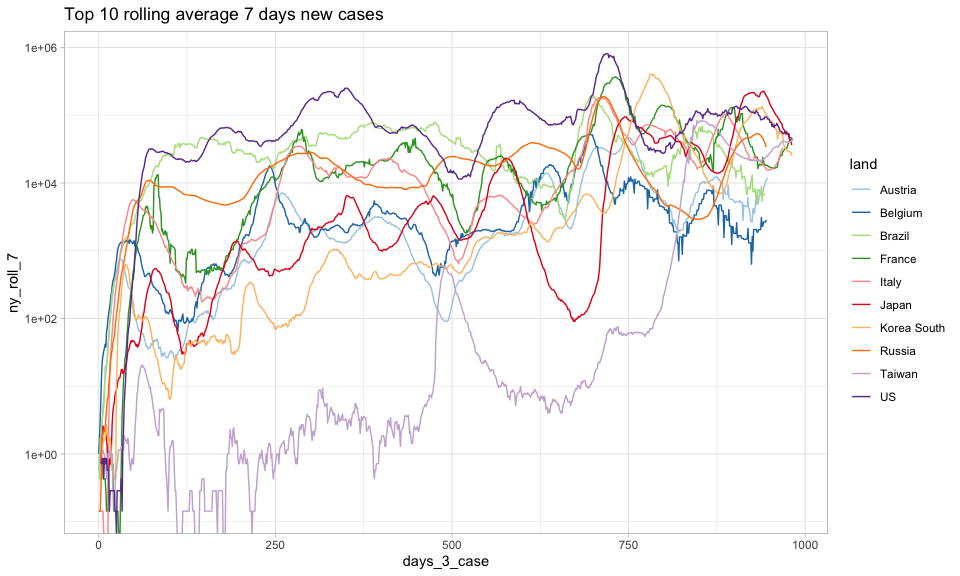 Top 10 rolling average 7 days new cases
1e+06
1e+04
1e+02
1e+00
ny_roll_7
0
250
500
750
1000
days_3_case
land
Austria
Belgium
Brazil
France
Italy
Japan
Korea South
Russia
Taiwan
US